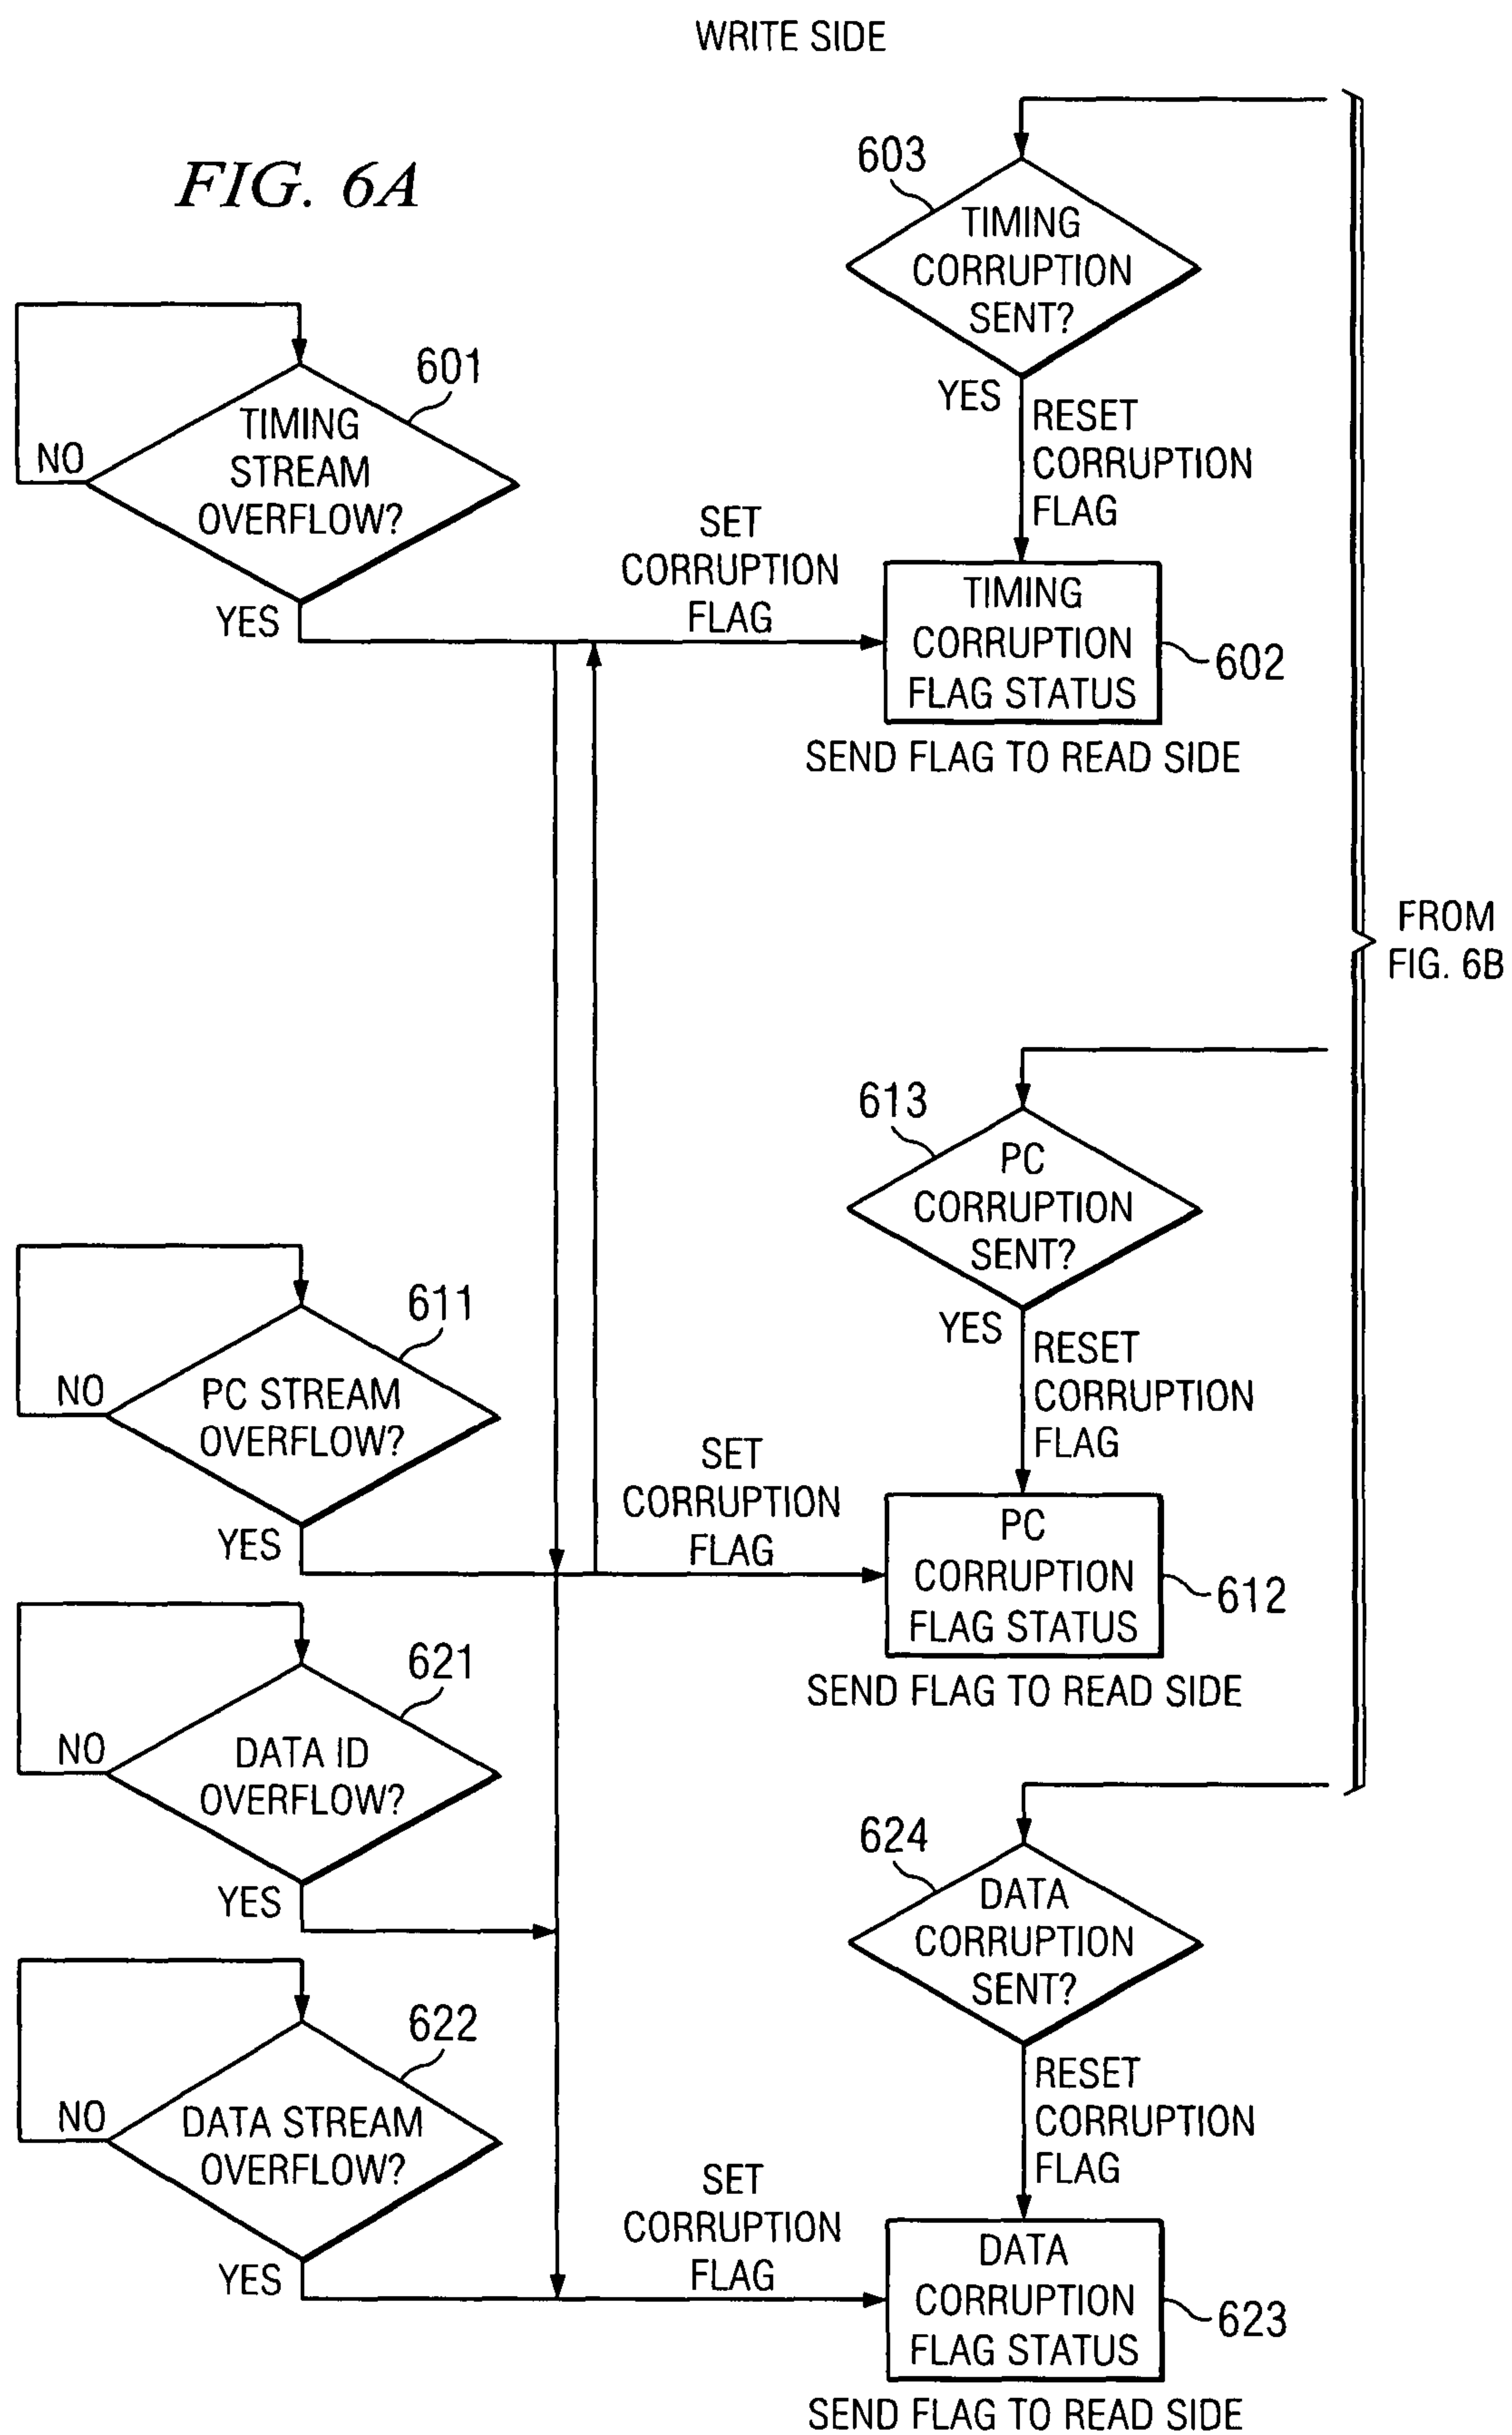 WRITE SIDE
FIG. 6A
603
TIMING
CORRUPTION
SENT?
YES
RESET
CORRUPTION
FLAG
601
TIMING
STREAM
OVERFLOW?
NO
YES
SET
CORRUPTION
FLAG
TIMING
CORRUPTION
FLAG STATUS
602
SEND FLAG TO READ SIDE
FROM
FIG. 6B
613
PC
CORRUPTION
SENT?
YES
RESET
CORRUPTION
FLAG
611
PC STREAM
OVERFLOW?
NO
YES
SET
CORRUPTION
FLAG
PC
CORRUPTION
FLAG STATUS
612
SEND FLAG TO READ SIDE
621
DATA ID
OVERFLOW?
NO
YES
624
DATA
CORRUPTION
SENT?
RESET
CORRUPTION
FLAG
622
DATA STREAM
OVERFLOW?
NO
YES
SET
CORRUPTION
FLAG
DATA
CORRUPTION
FLAG STATUS
623
SEND FLAG TO READ SIDE